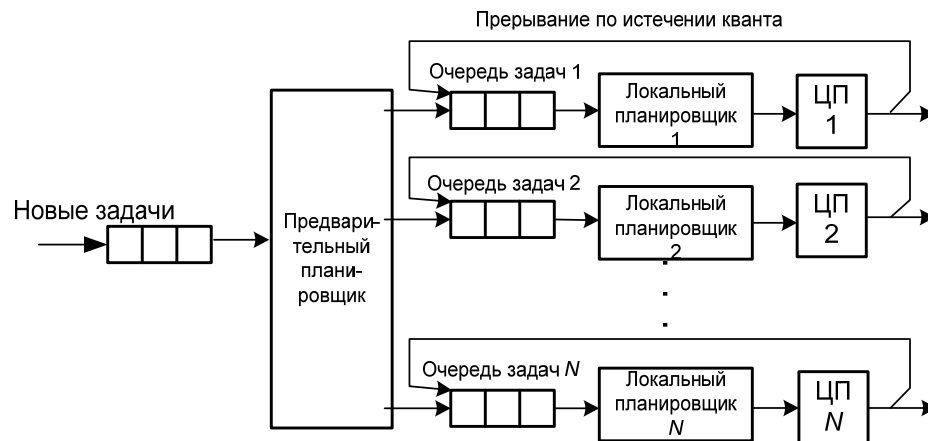 Прерывание по истечении кванта
Очередь задач 1
Локальный
планировщик
1
ЦП
1
Очередь задач 2
Локальный
планировщик
2
ЦП
2
Новые задачи
Предвари-
тельный
плани-
ровщик
Очередь задач N
Локальный
планировщик
N
ЦП
N